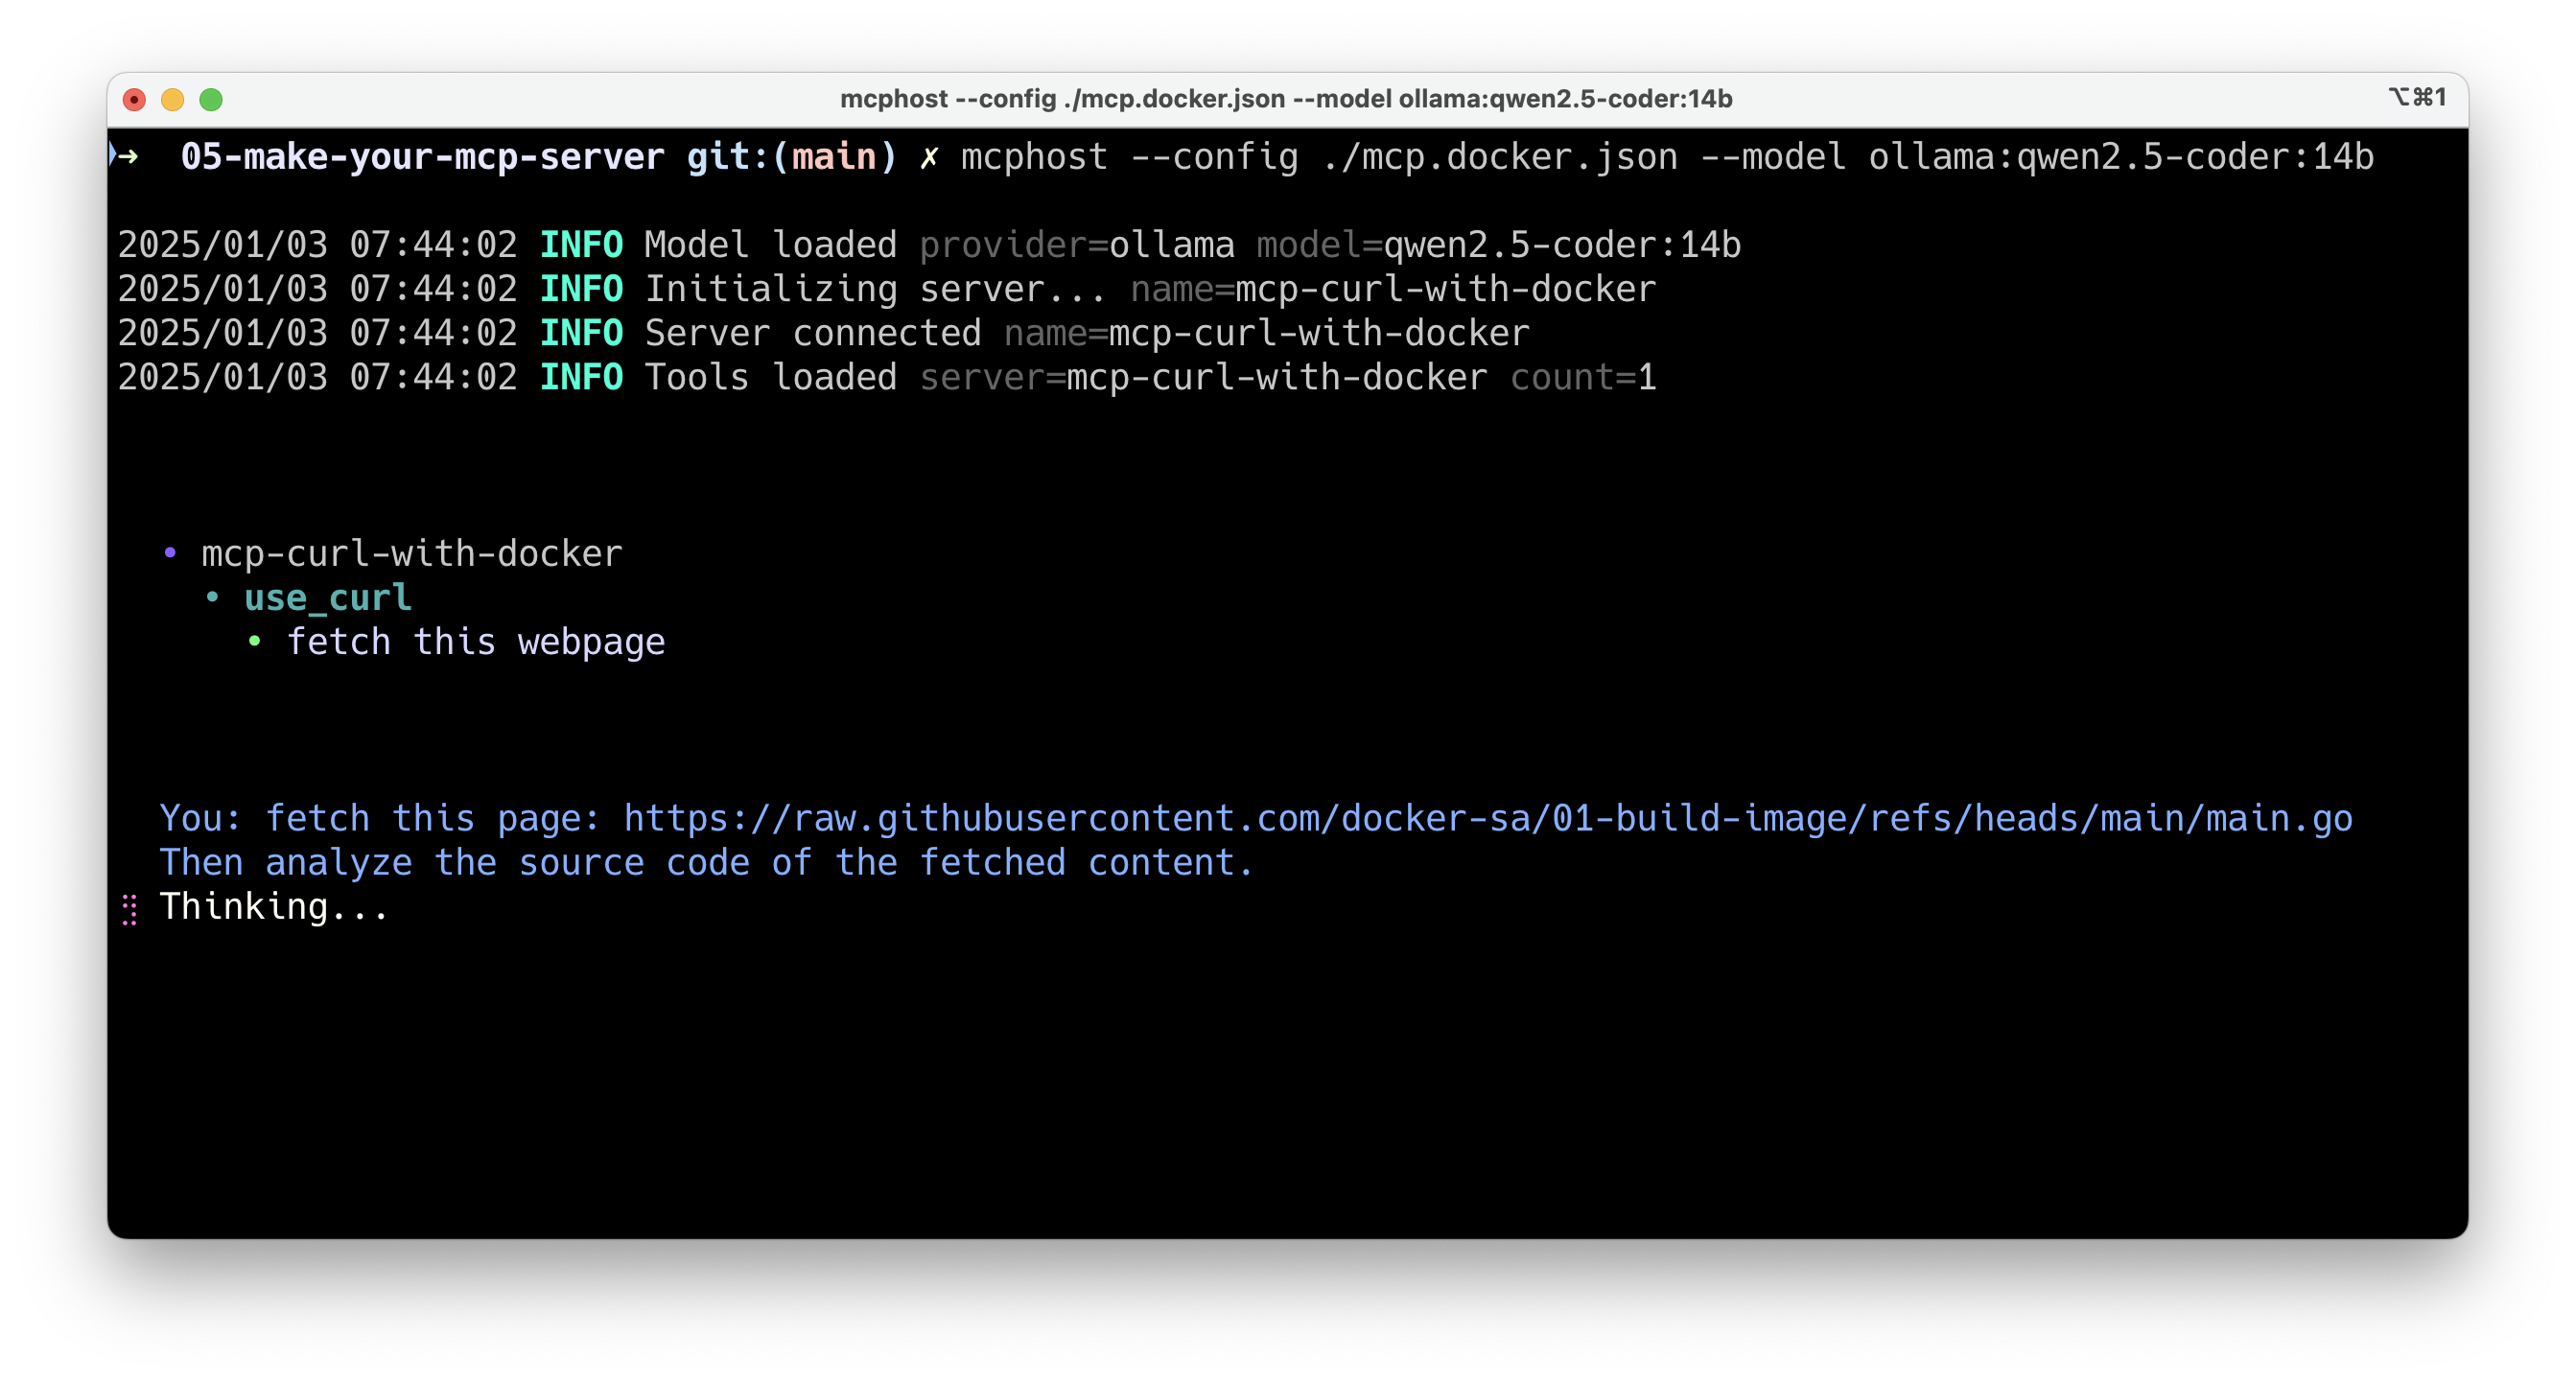 mcphost --config ./mcp.docker.json --model ollama:qwen2.5-coder:14b
⌥⌘1
➜ 05-make-your-mcp-server git:(main) ✗ mcphost --config ./mcp.docker.json --model ollama:qwen2.5-coder:14b
2025/01/03 07:44:02 INFO Model loaded provider=ollama model=qwen2.5-coder:14b
2025/01/03 07:44:02 INFO Initializing server... name=mcp-curl-with-docker
2025/01/03 07:44:02 INFO Server connected name=mcp-curl-with-docker
2025/01/03 07:44:02 INFO Tools loaded server=mcp-curl-with-docker count=1
• mcp-curl-with-docker
• use_curl
• fetch this webpage
You: fetch this page: https://raw.githubusercontent.com/docker-sa/01-build-image/refs/heads/main/main.go
Then analyze the source code of the fetched content.
Thinking...